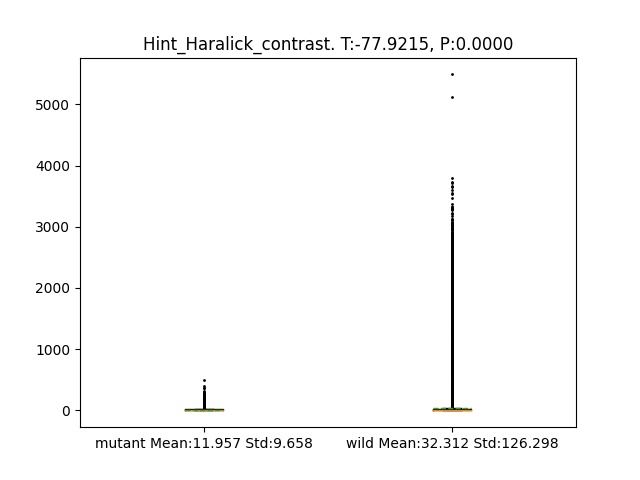 Hint_Haralick_contrast. T:-77.9215, P:0.0000
5000
4000
3000
2000
1000
0
mutant Mean:11.957 Std:9.658
wild Mean:32.312 Std:126.298